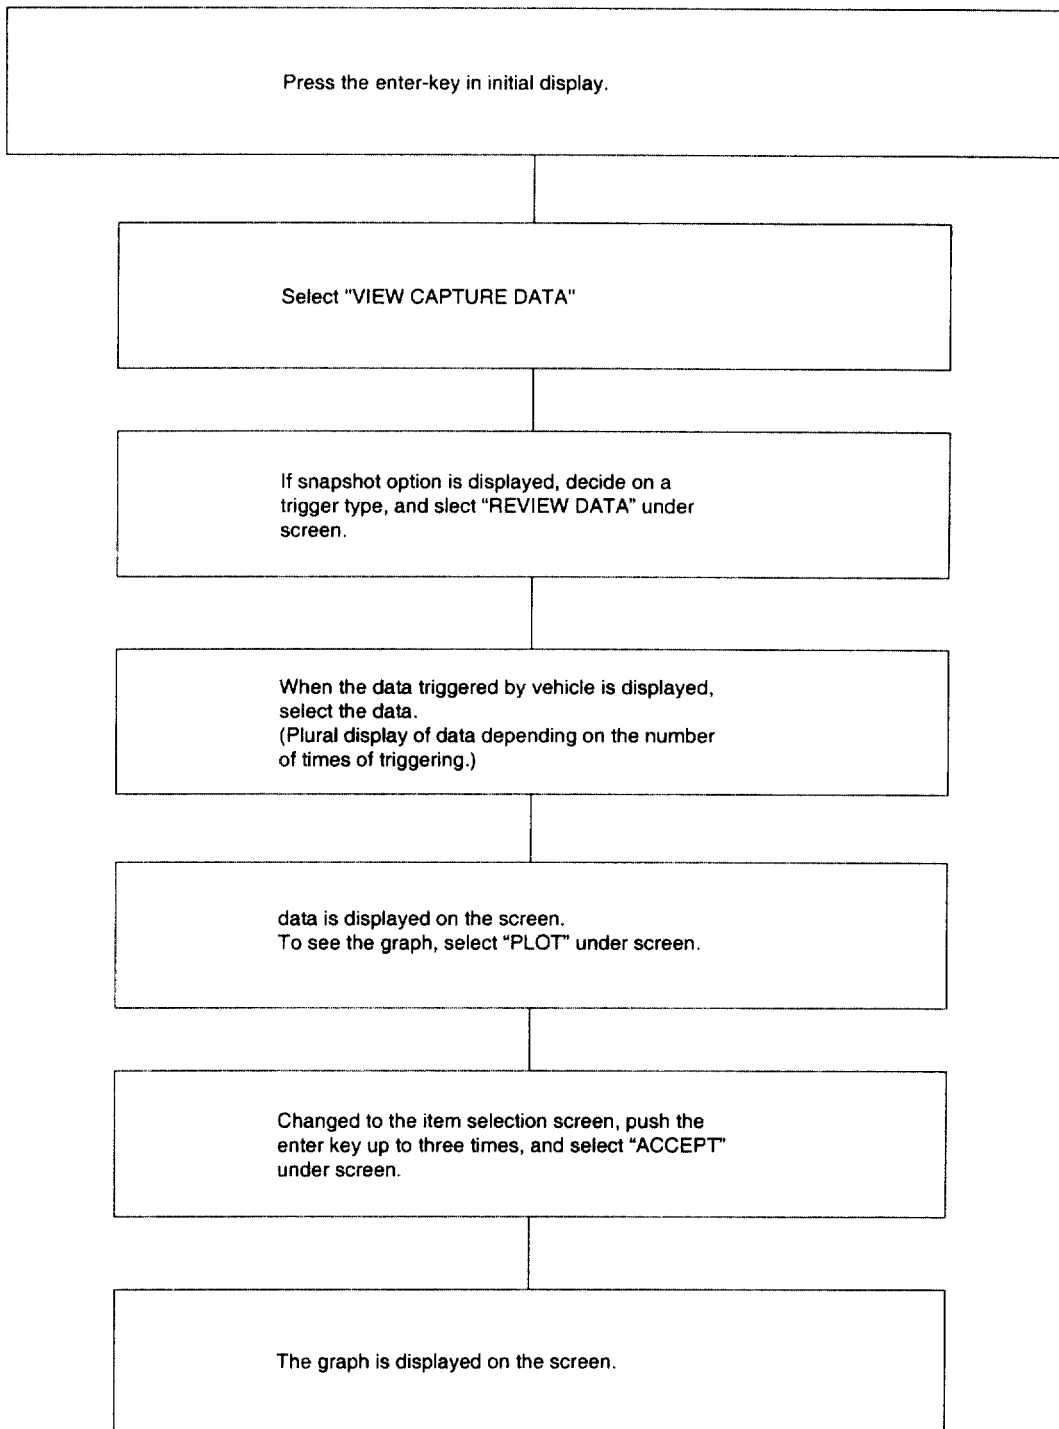 Press the enter-key in initial display.
Select "VIEW CAPTURE DATA"
If snapshot option is displayed, decide on a
trigger type, and slect “REVIEW DATA” under
screen.
When the data triggered by vehicle is displayed,
select the data.
(Plural display of data depending on the number
of times of triggering.)
data is displayed on the screen.
To see the graph, select “PLOT” under screen.
Changed to the item selection screen, push the
enter key up to three times, and select “ACCEPT”
under screen.
The graph is displayed on the screen.